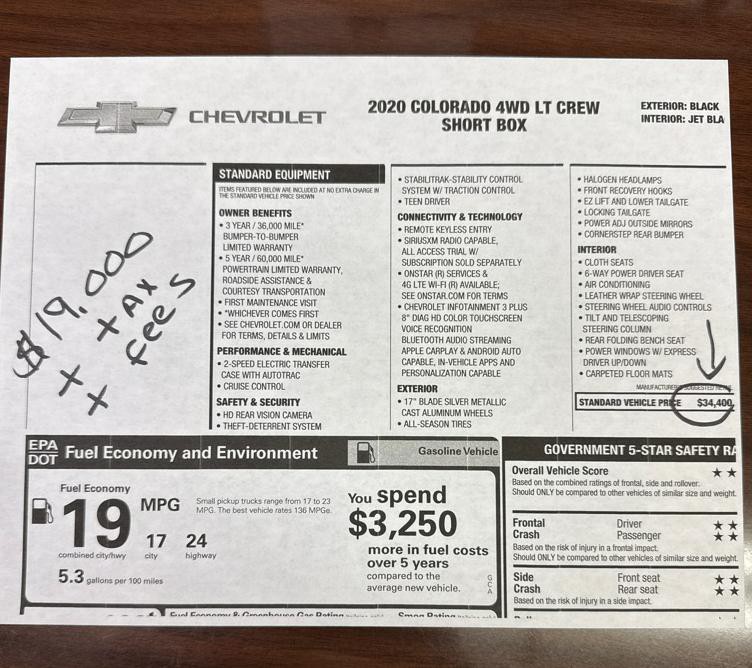 CHEVROLET
2020 COLORADO 4WD LT CREW
SHORT BOX
EXTERIOR: BLACK
INTERIOR: JET BLA
$19,000
+ TAX
+ Fees
STANDARD EQUIPMENT
ITEMS FEATURED BELOW ARE INCLUDED AT NO EXTRA CHARGE IN
THE STANDARD VEHICLE PRICE SHOWN
OWNER BENEFITS
• 3 YEAR / 36,000 MILE*
BUMPER-TO-BUMPER
LIMITED WARRANTY
• 5 YEAR / 60,000 MILE*
POWERTRAIN LIMITED WARRANTY,
ROADSIDE ASSISTANCE &
COURTESY TRANSPORTATION
• FIRST MAINTENANCE VISIT
• *WHICHEVER COMES FIRST
• SEE CHEVROLET.COM OR DEALER
FOR TERMS, DETAILS & LIMITS
PERFORMANCE & MECHANICAL
• 2-SPEED ELECTRIC TRANSFER
CASE WITH AUTOTRAC
• CRUISE CONTROL
SAFETY & SECURITY
• HD REAR VISION CAMERA
• THEFT-DETERRENT SYSTEM
• STABILITRAK-STABILITY CONTROL
SYSTEM W/ TRACTION CONTROL
• TEEN DRIVER
CONNECTIVITY & TECHNOLOGY
• REMOTE KEYLESS ENTRY
• SIRIUSXM RADIO CAPABLE,
ALL ACCESS TRIAL W/
SUBSCRIPTION SOLD SEPARATELY
• ONSTAR (R) SERVICES &
4G LTE WI-FI (R) AVAILABLE;
SEE ONSTAR.COM FOR TERMS
• CHEVROLET INFOTAINMENT 3 PLUS
8" DIAG HD COLOR TOUCHSCREEN
VOICE RECOGNITION
BLUETOOTH AUDIO STREAMING
APPLE CARPLAY & ANDROID AUTO
CAPABLE, IN-VEHICLE APPS AND
PERSONALIZATION CAPABLE
EXTERIOR
• 17" BLADE SILVER METALLIC
CAST ALUMINUM WHEELS
• ALL-SEASON TIRES
• HALOGEN HEADLAMPS
• FRONT RECOVERY HOOKS
• EZ LIFT AND LOWER TAILGATE
• LOCKING TAILGATE
• POWER ADJ OUTSIDE MIRRORS
• CORNERSTEP REAR BUMPER
INTERIOR
• CLOTH SEATS
• 6-WAY POWER DRIVER SEAT
• AIR CONDITIONING
• LEATHER WRAP STEERING WHEEL
• STEERING WHEEL AUDIO CONTROLS
• TILT AND TELESCOPING
STEERING COLUMN
• REAR FOLDING BENCH SEAT
• POWER WINDOWS W/ EXPRESS
DRIVER UP/DOWN
• CARPETED FLOOR MATS
MANUFACTURER'S SUGGESTED RETAIL
STANDARD VEHICLE PRICE $34,400
EPA
DOT Fuel Economy and Environment
Gasoline Vehicle
Fuel Economy
19 MPG
combined city/hwy
17 city
24 highway
5.3 gallons per 100 miles
Small pickup trucks range from 17 to 23
MPG. The best vehicle rates 136 MPGe.
You spend
$3,250
more in fuel costs
over 5 years
compared to the
average new vehicle.
GCA
Fuel Economy & Greenhouse Gas Rating
Smog Rating
GOVERNMENT 5-STAR SAFETY RA
Overall Vehicle Score ★ ★
Based on the combined ratings of frontal, side and rollover.
Should ONLY be compared to other vehicles of similar size and weight.
Frontal Driver ★ ★
Crash Passenger ★ ★
Based on the risk of injury in a frontal impact.
Should ONLY be compared to other vehicles of similar size and weight.
Side Front seat ★ ★
Crash Rear seat ★ ★
Based on the risk of injury in a side impact.